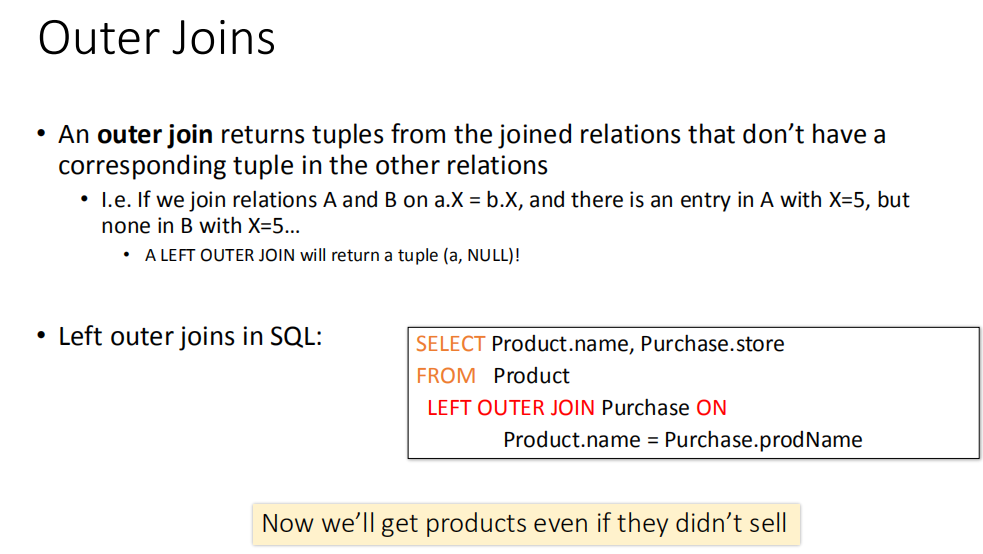 Outer Joins
• An outer join returns tuples from the joined relations that don’t have a
corresponding tuple in the other relations
• I.e. If we join relations A and B on a.X = b.X, and there is an entry in A with X=5, but
none in B with X=5…
• A LEFT OUTER JOIN will return a tuple (a, NULL)!
• Left outer joins in SQL:
SELECT Product.name, Purchase.store
FROM Product
LEFT OUTER JOIN Purchase ON
Product.name = Purchase.prodName
Now we’ll get products even if they didn’t sell